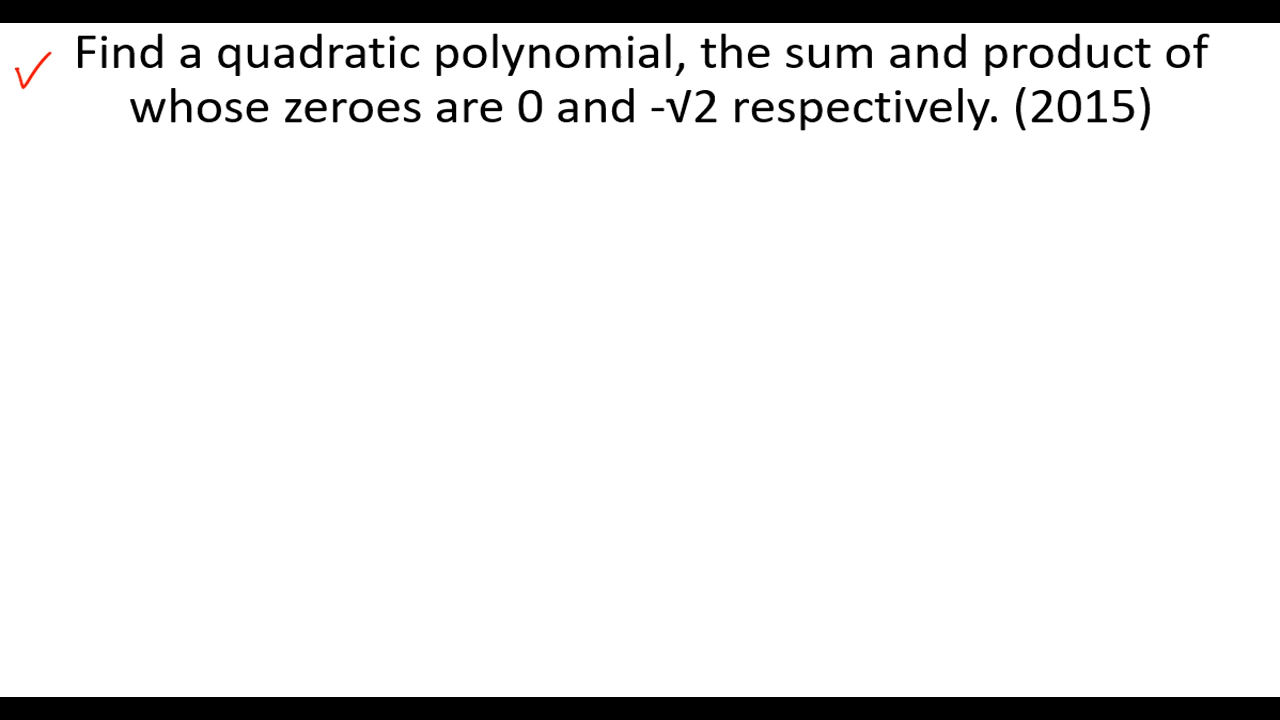 Find a quadratic polynomial, the sum and product of
whose zeroes are 0 and -√2 respectively. (2015)